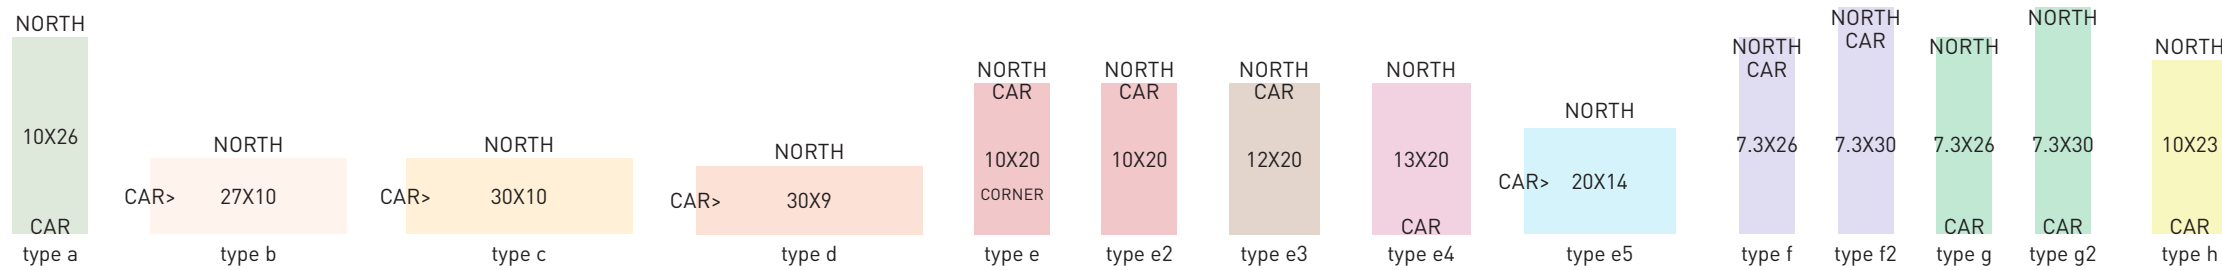 NORTH
10X26
CAR
type a
NORTH
CAR> 27X10
type b
NORTH
CAR> 30X10
type c
NORTH
CAR> 30X9
type d
NORTH
CAR
10X20
CORNER
type e
NORTH
CAR
10X20
type e2
NORTH
CAR
12X20
type e3
NORTH
13X20
CAR
type e4
NORTH
CAR> 20X14
type e5
NORTH
CAR
7.3X26
type f
NORTH
CAR
7.3X30
type f2
NORTH
7.3X26
CAR
type g
NORTH
7.3X30
CAR
type g2
NORTH
10X23
CAR
type h